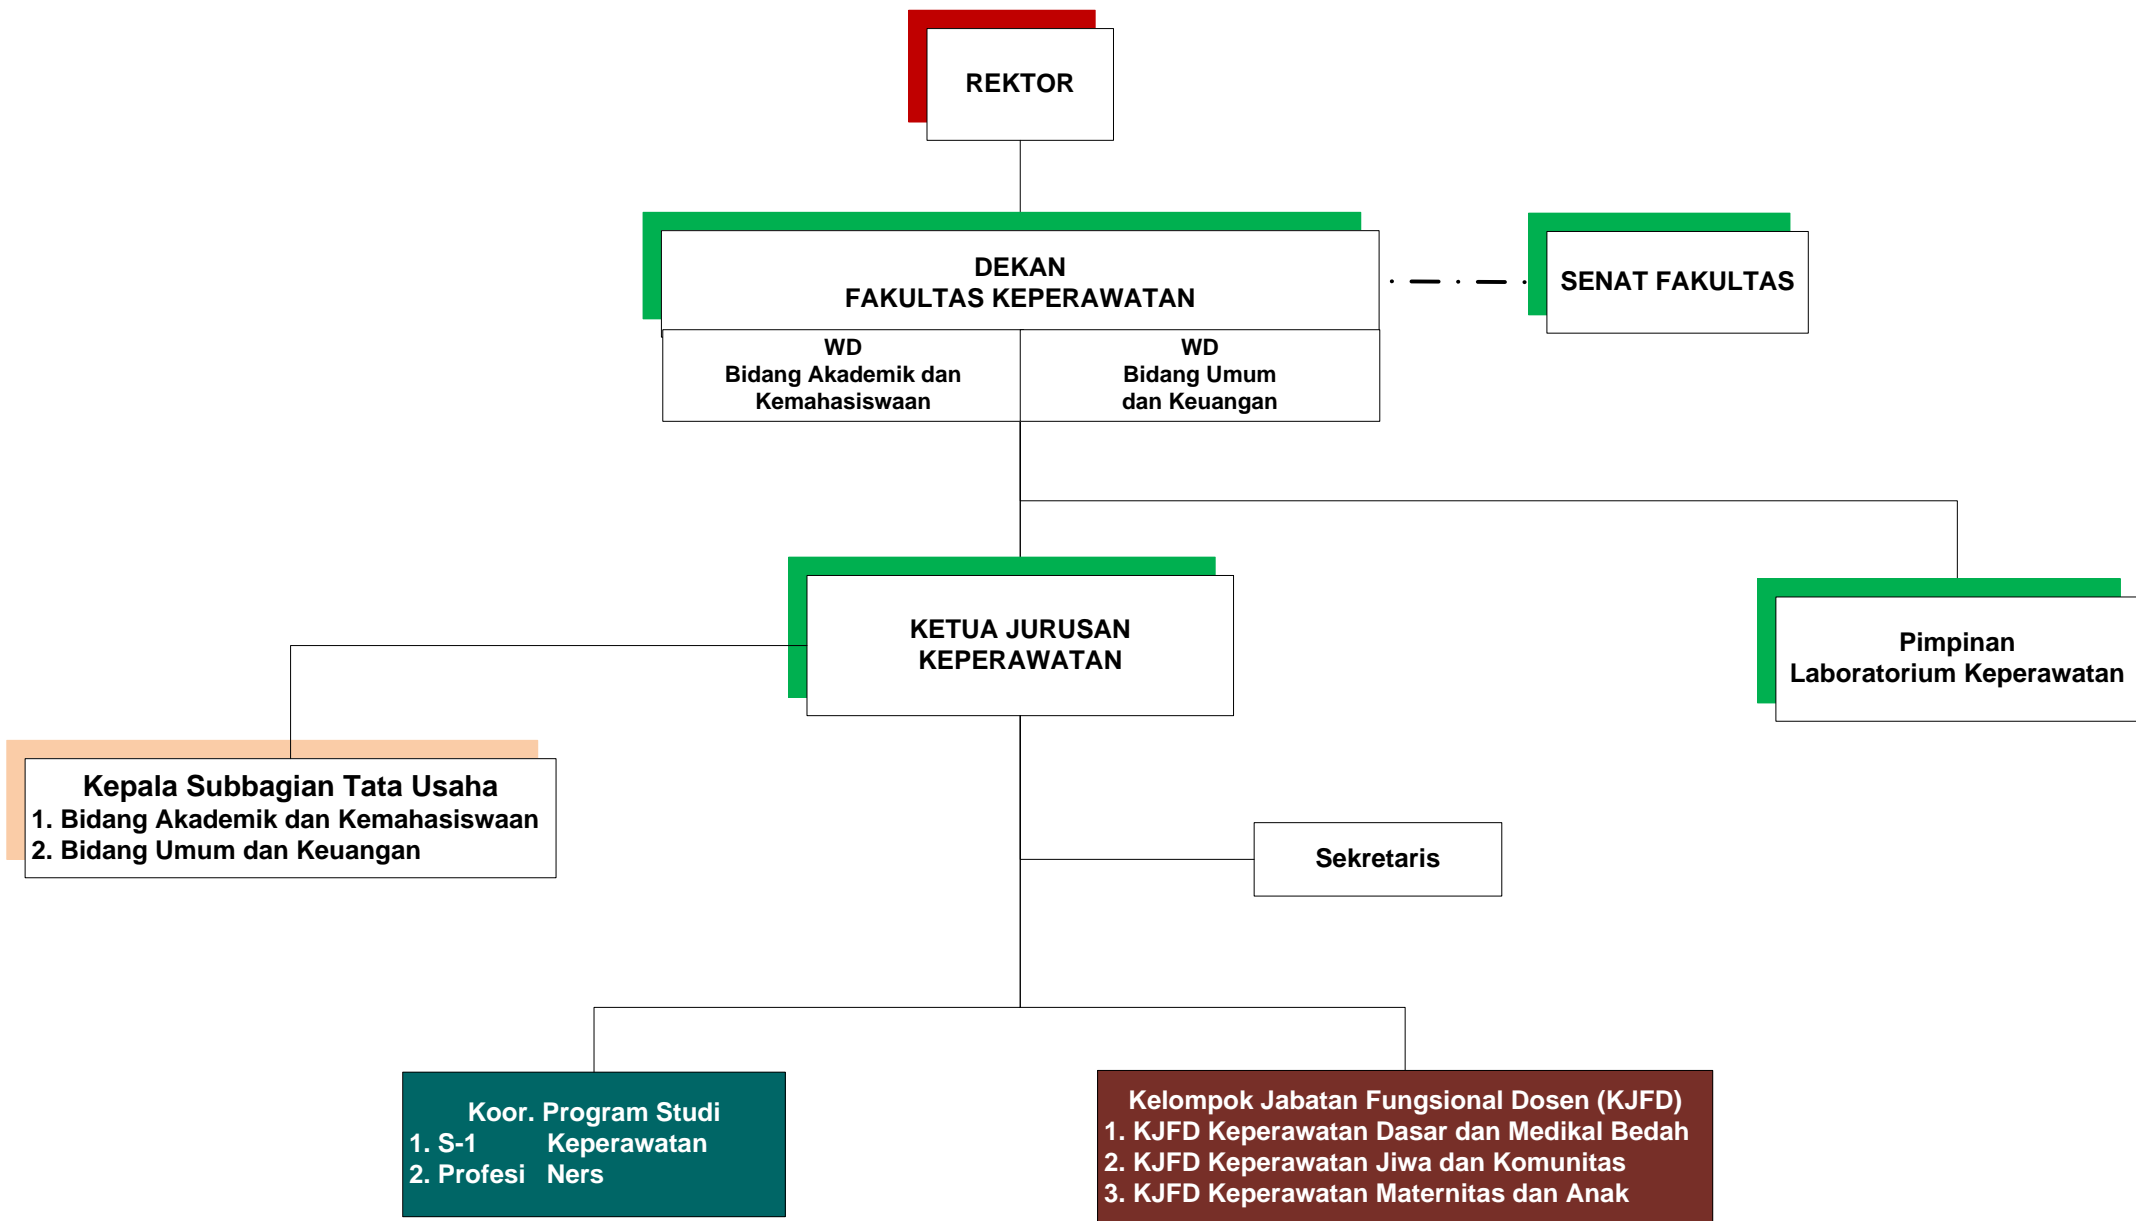 REKTOR
DEKAN
FAKULTAS KEPERAWATAN
SENAT FAKULTAS
WD
Bidang Akademik dan
Kemahasiswaan
WD
Bidang Umum
dan Keuangan
KETUA JURUSAN
KEPERAWATAN
Pimpinan
Laboratorium Keperawatan
Kepala Subbagian Tata Usaha
1. Bidang Akademik dan Kemahasiswaan
2. Bidang Umum dan Keuangan
Sekretaris
Koor. Program Studi
1. S-1 Keperawatan
2. Profesi Ners
Kelompok Jabatan Fungsional Dosen (KJFD)
1. KJFD Keperawatan Dasar dan Medikal Bedah
2. KJFD Keperawatan Jiwa dan Komunitas
3. KJFD Keperawatan Maternitas dan Anak